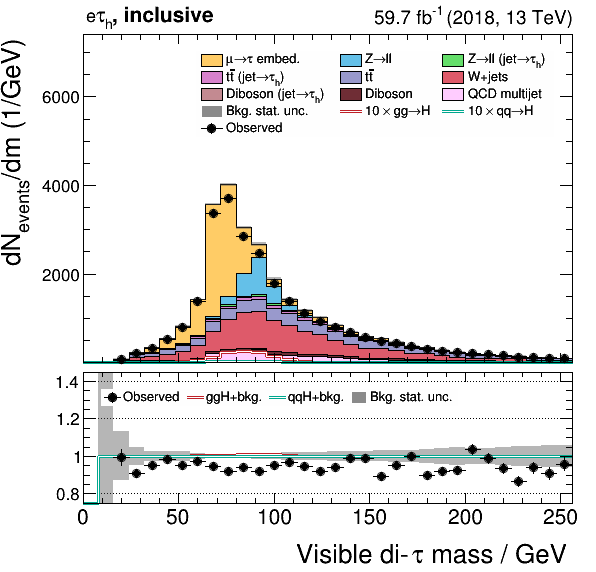 eτh, inclusive 59.7 fb-1 (2018, 13 TeV)
dNevents/dm (1/GeV)
6000
4000
2000
μ→τ embed. Z→ll Z→ll (jet→τh)
tt̄ (jet→τh) tt̄ W+jets
Diboson (jet→τh) Diboson QCD multijet
Bkg. stat. unc. 10 × gg→H 10 × qq→H
Observed
1.4
1.2
1
0.8
Observed ggH+bkg. qqH+bkg. Bkg. stat. unc.
0 50 100 150 200 250
Visible di-τ mass / GeV